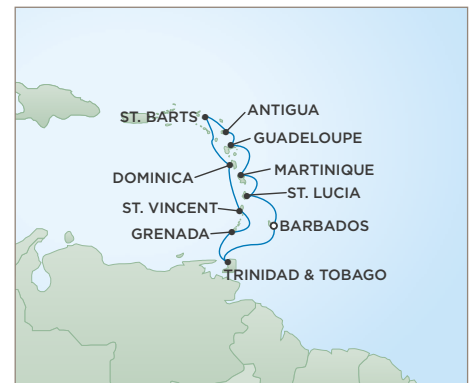 ST. BARTS
ANTIGUA
GUADELOUPE
DOMINICA
MARTINIQUE
ST. LUCIA
ST. VINCENT
BARBADOS
GRENADA
TRINIDAD & TOBAGO